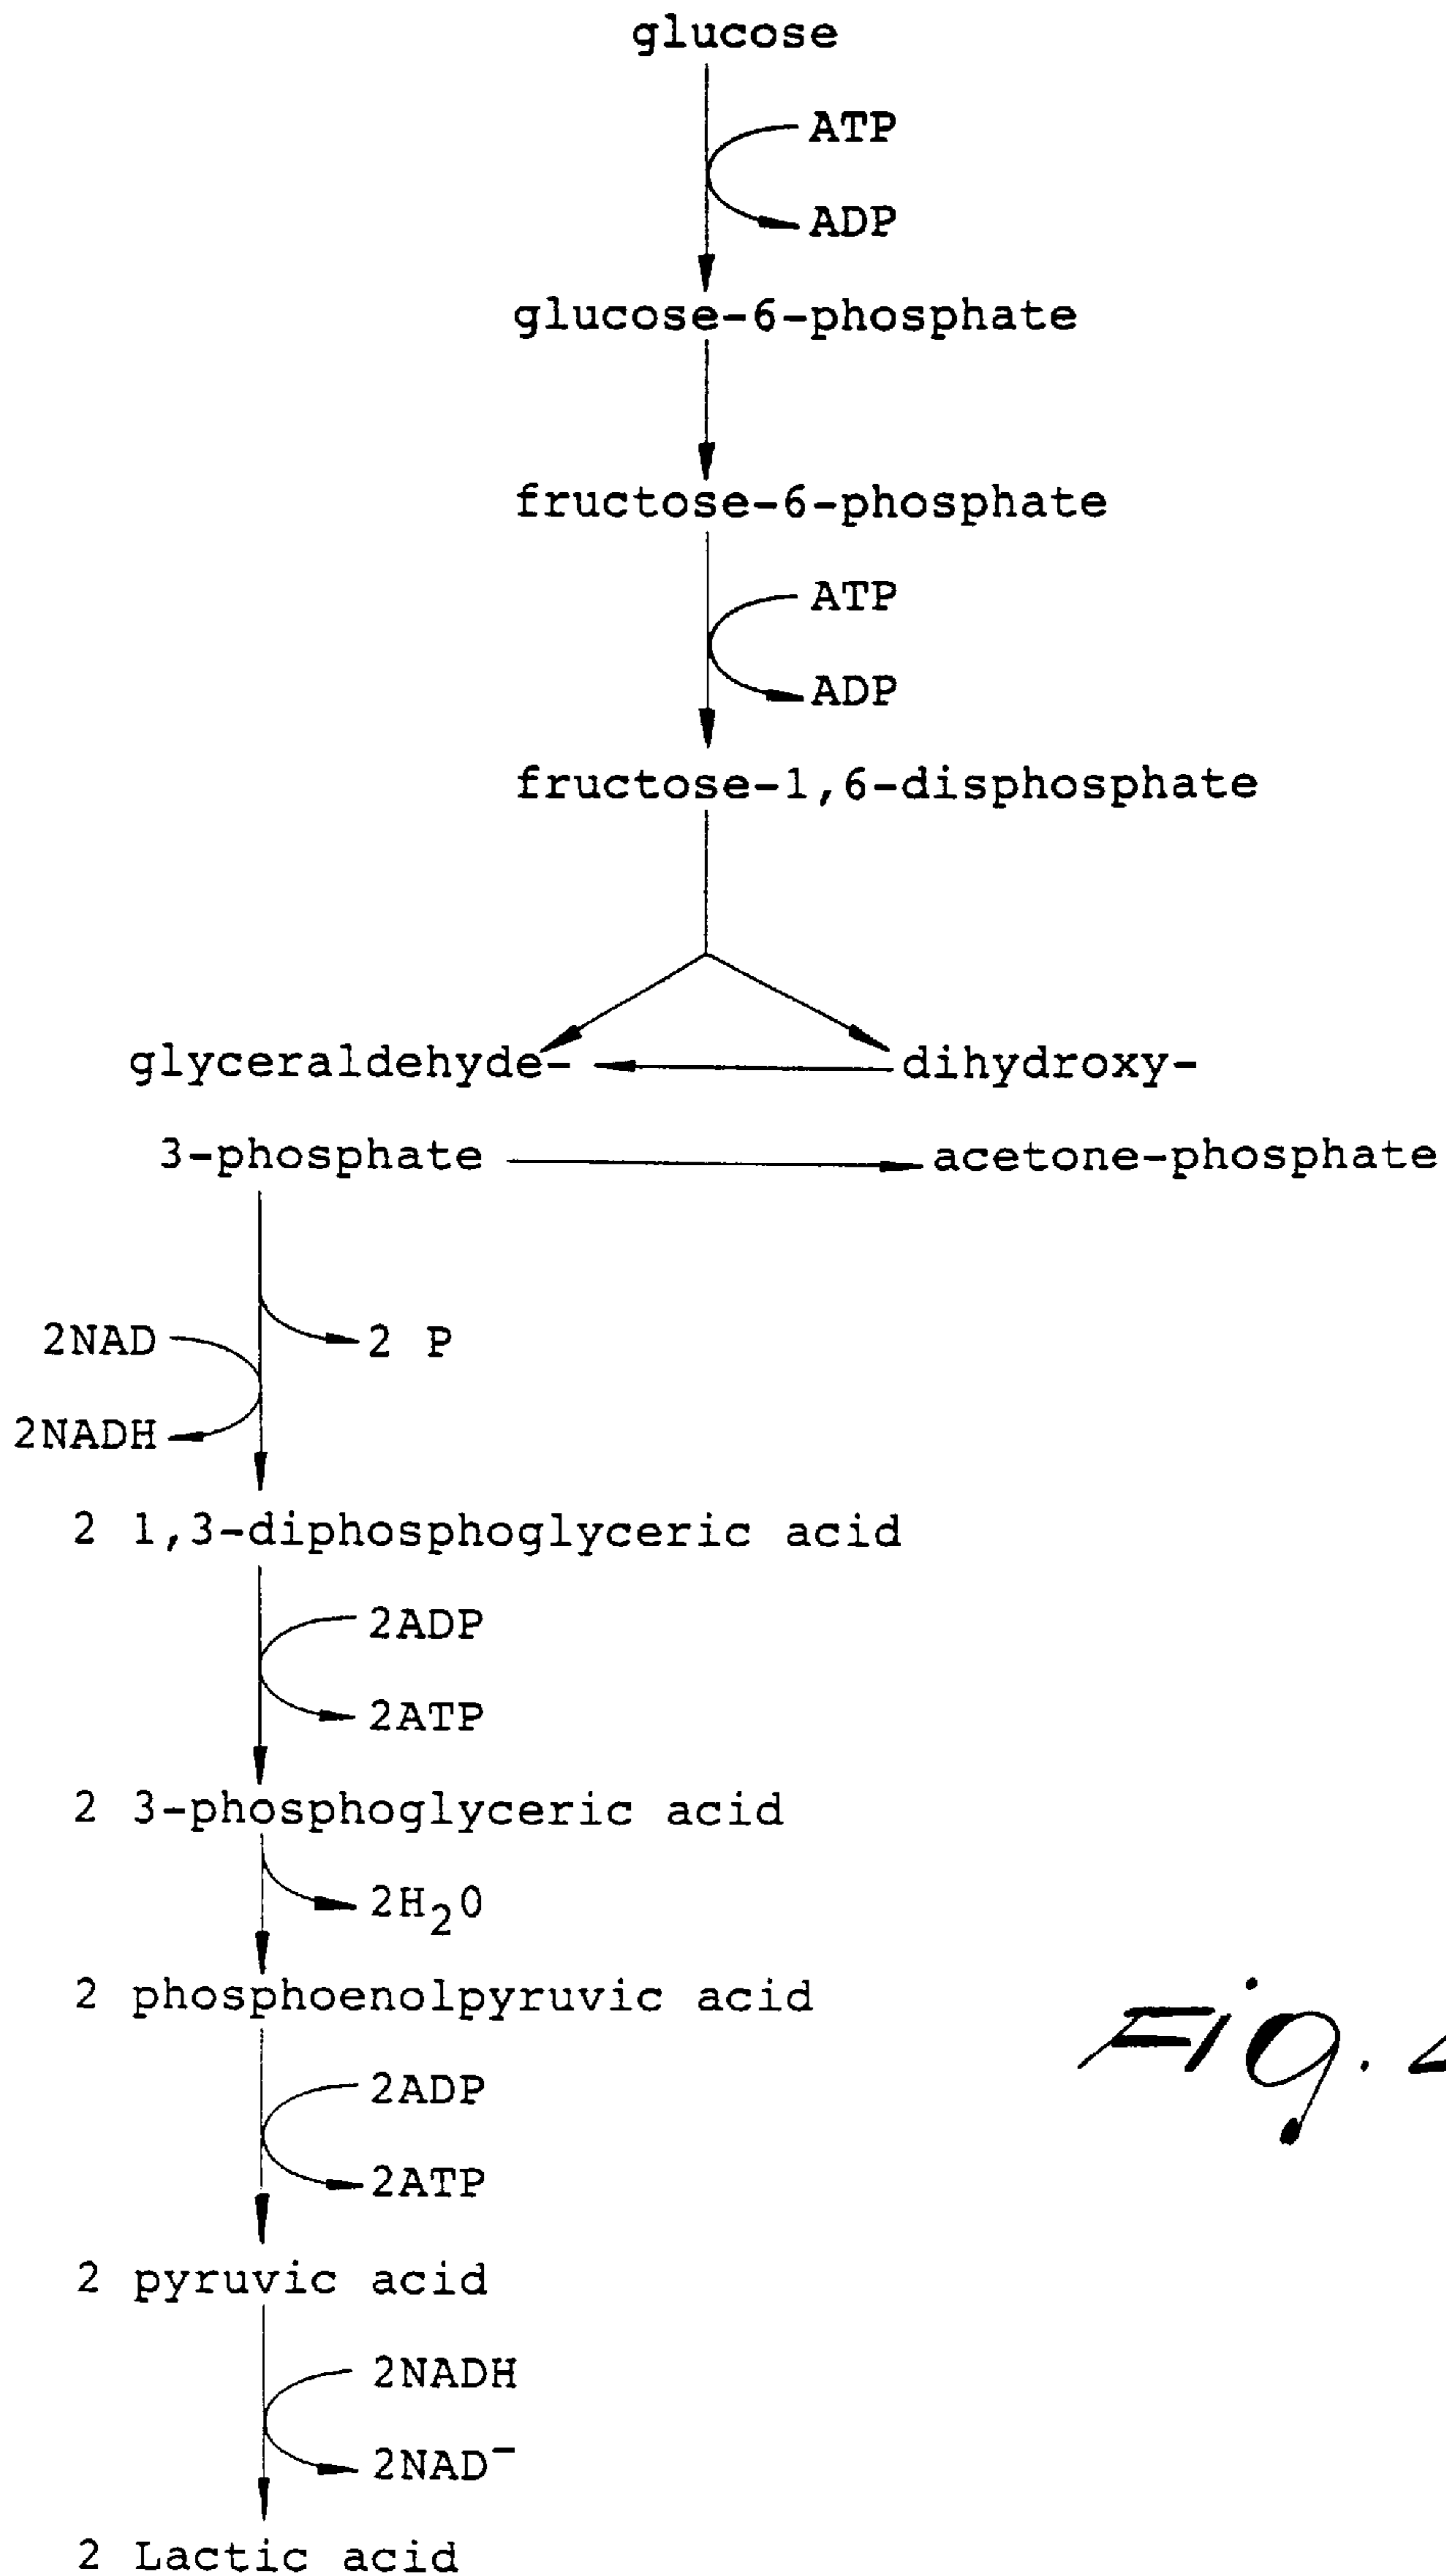 glucose
ATP
ADP
glucose-6-phosphate
fructose-6-phosphate
ATP
ADP
fructose-1,6-disphosphate
glyceraldehyde- dihydroxy-
3-phosphate acetone-phosphate
2NAD 2 P
2NADH
2 1,3-diphosphoglyceric acid
2ADP
2ATP
2 3-phosphoglyceric acid
2H₂O
2 phosphoenolpyruvic acid
Fig.
2ADP
2ATP
2 pyruvic acid
2NADH
2NAD⁻
2 Lactic acid